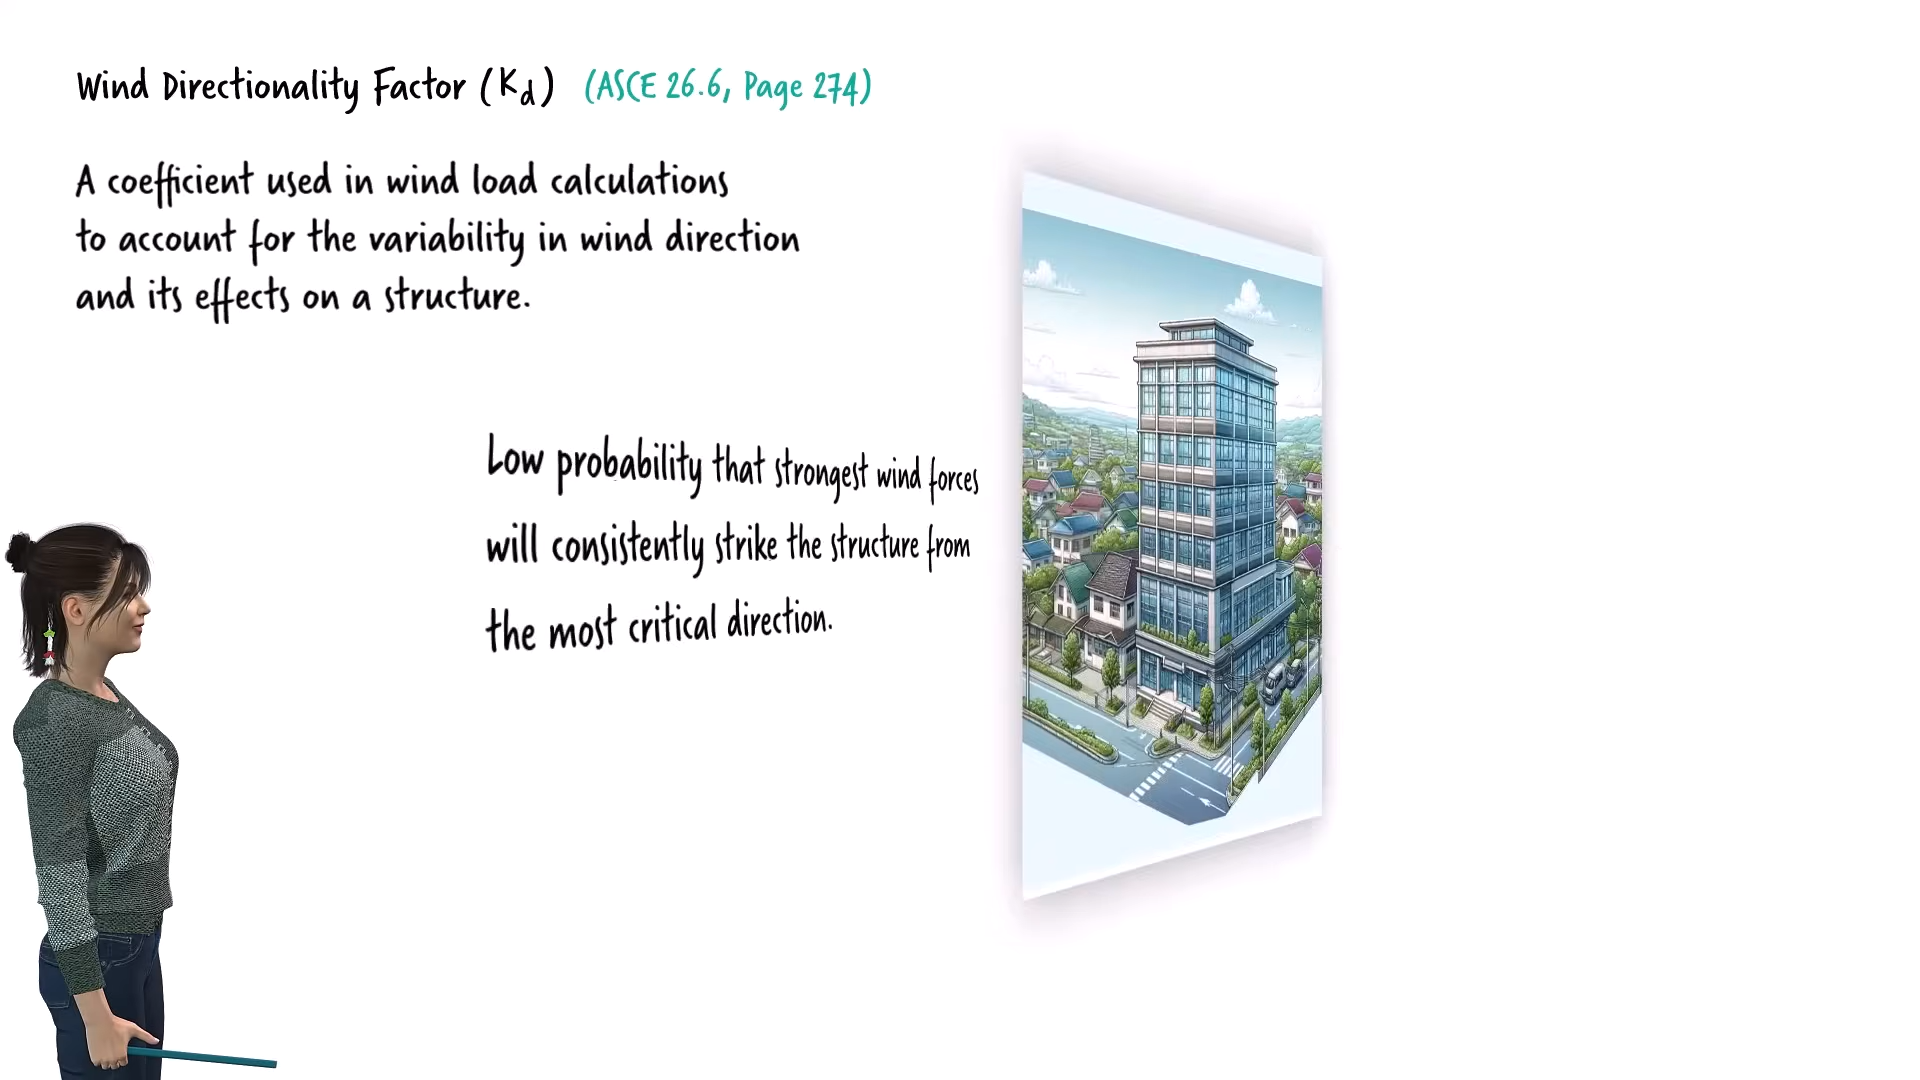 Wind Directionality Factor (Kd) (ASCE 26.6, Page 274)
A coefficient used in wind load calculations
to account for the variability in wind direction
and its effects on a structure.
Low probability that strongest wind forces
will consistently strike the structure from
the most critical direction.